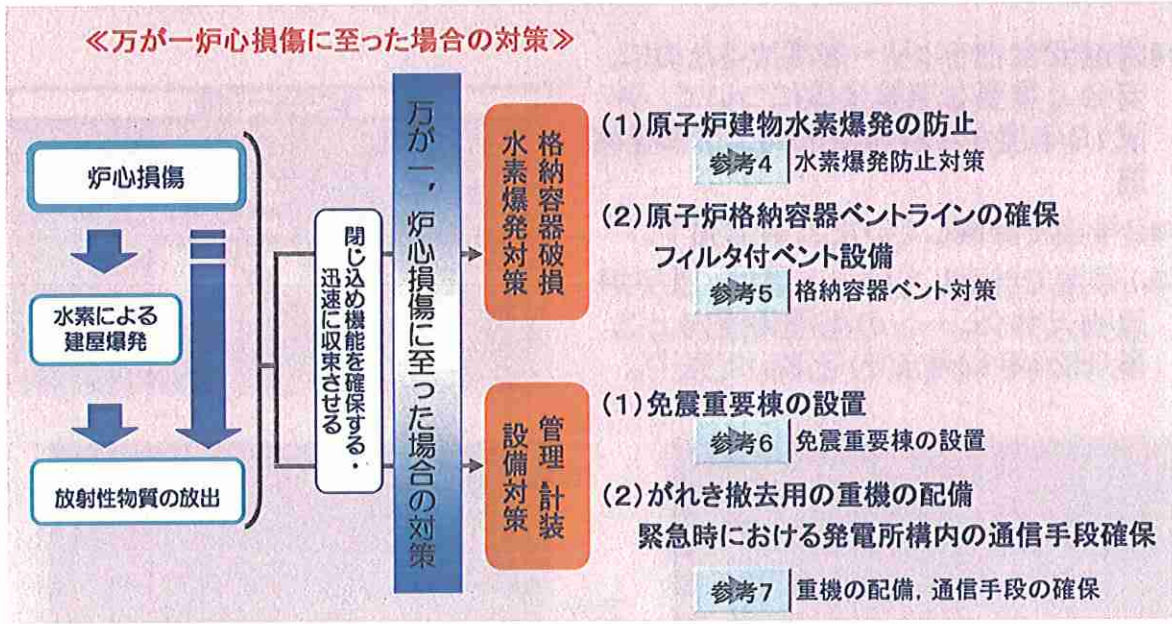 ≪万が一炉心損傷に至った場合の対策≫
炉心損傷
水素による
建屋爆発
放射性物質の放出
閉じ込め機能を確保する・
迅速に収束させる
万が一,炉心損傷に至った場合の対策
格納容器破損
水素爆発対策
(1)原子炉建物水素爆発の防止
参考4 水素爆発防止対策
(2)原子炉格納容器ベントラインの確保
フィルタ付ベント設備
参考5 格納容器ベント対策
管理 計装
設備対策
(1)免震重要棟の設置
参考6 免震重要棟の設置
(2)がれき撤去用の重機の配備
緊急時における発電所構内の通信手段確保
参考7 重機の配備,通信手段の確保